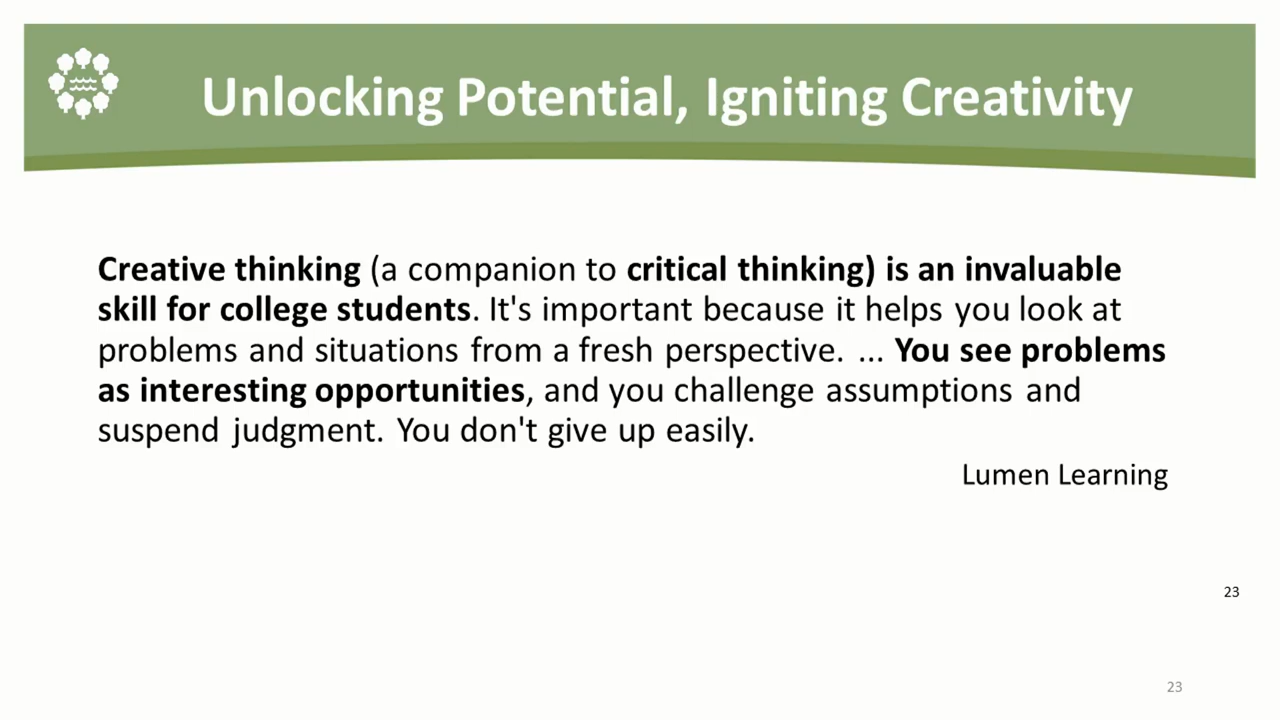 Unlocking Potential, Igniting Creativity
Creative thinking (a companion to critical thinking) is an invaluable
skill for college students. It's important because it helps you look at
problems and situations from a fresh perspective. ... You see problems
as interesting opportunities, and you challenge assumptions and
suspend judgment. You don't give up easily.
Lumen Learning
23
23